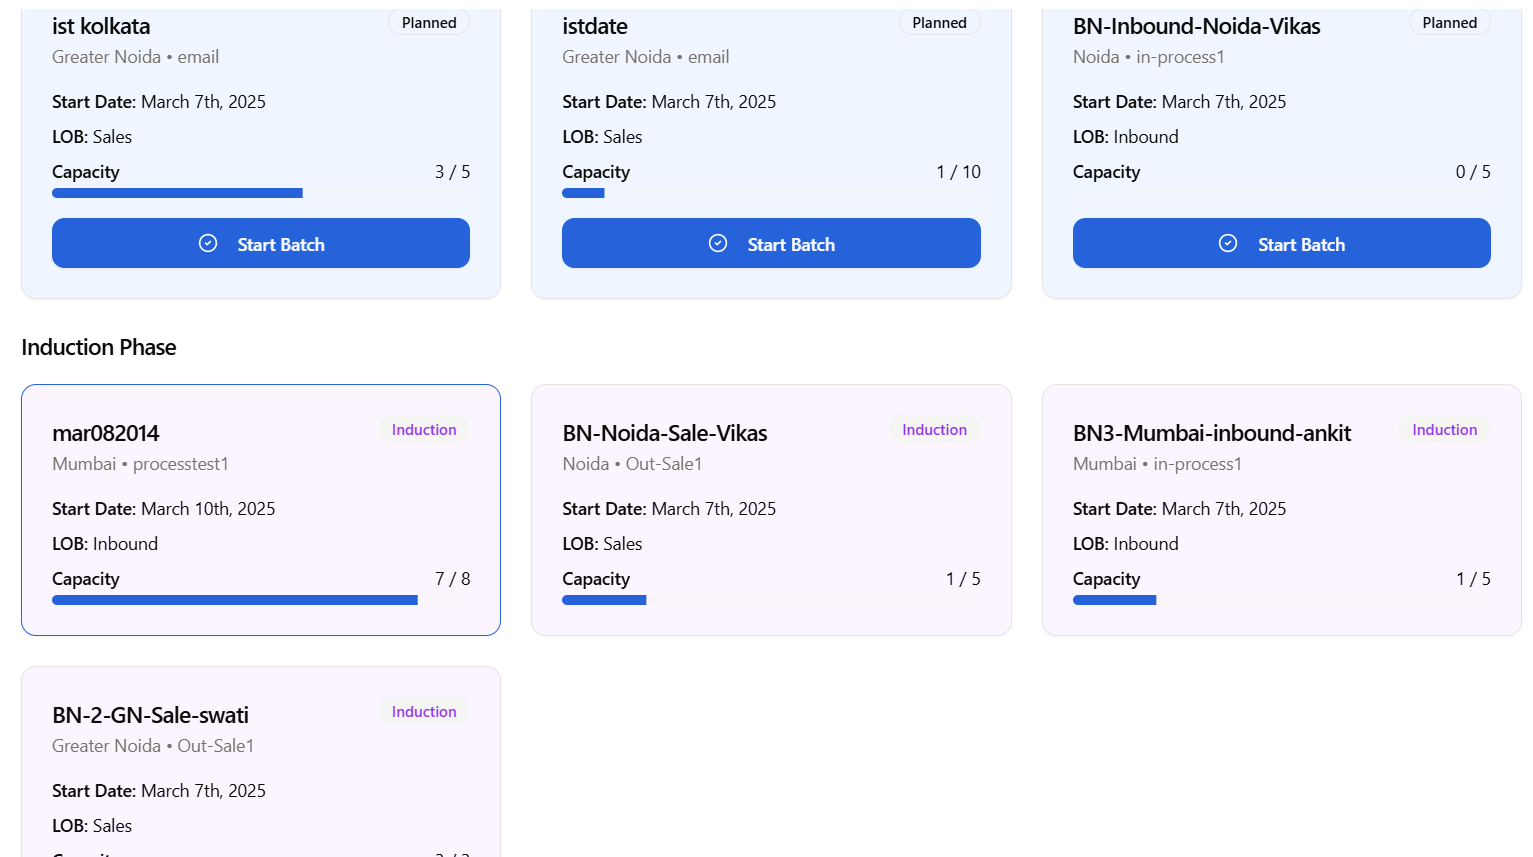 ist kolkata
Planned
Greater Noida • email
Start Date: March 7th, 2025
LOB: Sales
Capacity 3 / 5
Start Batch
istdate
Planned
Greater Noida • email
Start Date: March 7th, 2025
LOB: Sales
Capacity 1 / 10
Start Batch
BN-Inbound-Noida-Vikas
Planned
Noida • in-process1
Start Date: March 7th, 2025
LOB: Inbound
Capacity 0 / 5
Start Batch
Induction Phase
mar082014
Induction
Mumbai • processtest1
Start Date: March 10th, 2025
LOB: Inbound
Capacity 7 / 8
BN-Noida-Sale-Vikas
Induction
Noida • Out-Sale1
Start Date: March 7th, 2025
LOB: Sales
Capacity 1 / 5
BN3-Mumbai-inbound-ankit
Induction
Mumbai • in-process1
Start Date: March 7th, 2025
LOB: Inbound
Capacity 1 / 5
BN-2-GN-Sale-swati
Induction
Greater Noida • Out-Sale1
Start Date: March 7th, 2025
LOB: Sales
Capacity